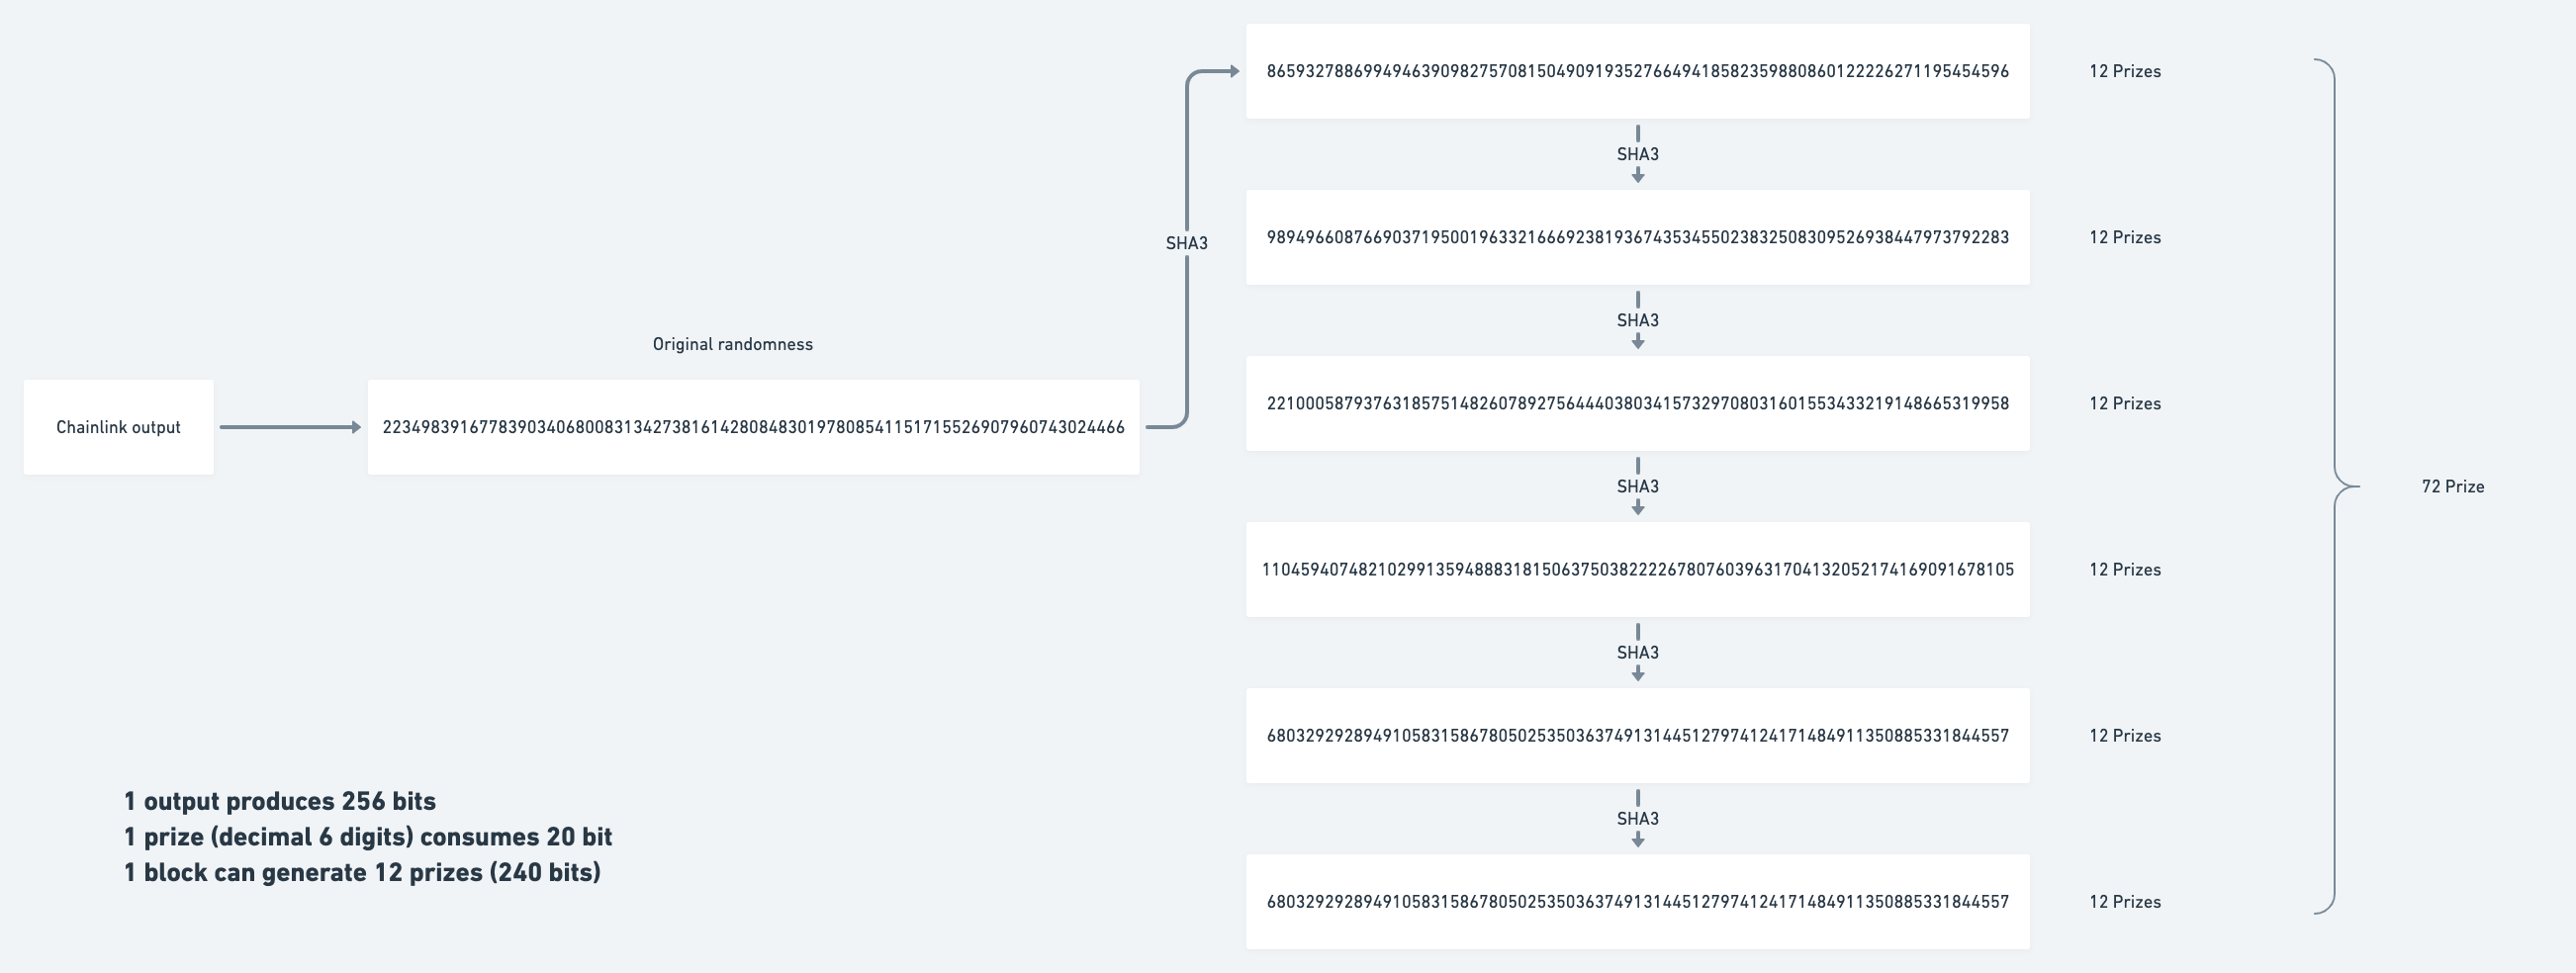 Chainlink output
Original randomness
22349839167783903406800831342738161428084830197808541151715526907960743024466
SHA3
86593278869949463909827570815049091935276649418582359880860122226271195454596
12 Prizes
SHA3
98949660876690371950019633216669238193674353455023832508309526938447973792283
12 Prizes
SHA3
22100058793763185751482607892756444038034157329708031601553433219148665319958
12 Prizes
SHA3
110459407482102991359488831815063750382222678076039631704132052174169091678105
12 Prizes
SHA3
68032929289491058315867805025350363749131445127974124171484911350885331844557
12 Prizes
SHA3
68032929289491058315867805025350363749131445127974124171484911350885331844557
12 Prizes
72 Prize
1 output produces 256 bits
1 prize (decimal 6 digits) consumes 20 bit
1 block can generate 12 prizes (240 bits)